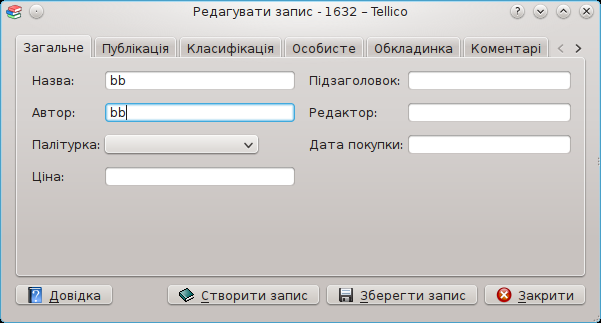 Редагувати запис - 1632 – Tellico
Загальне Публікація Класифікація Особисте Обкладинка Коментарі
Назва: bb Підзаголовок:
Автор: bb Редактор:
Палітурка: Дата покупки:
Ціна:
Довідка Створити запис Зберегти запис Закрити